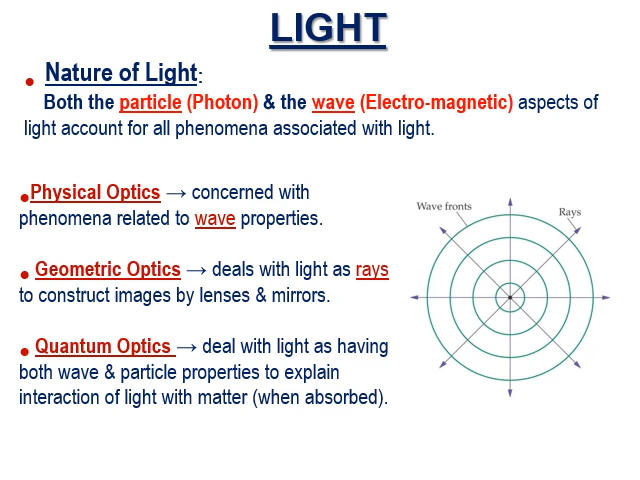 LIGHT
• Nature of Light:
Both the particle (Photon) & the wave (Electro-magnetic) aspects of
light account for all phenomena associated with light.
•Physical Optics → concerned with
phenomena related to wave properties.
• Geometric Optics → deals with light as rays
to construct images by lenses & mirrors.
• Quantum Optics → deal with light as having
both wave & particle properties to explain
interaction of light with matter (when absorbed).
Wave fronts
Rays